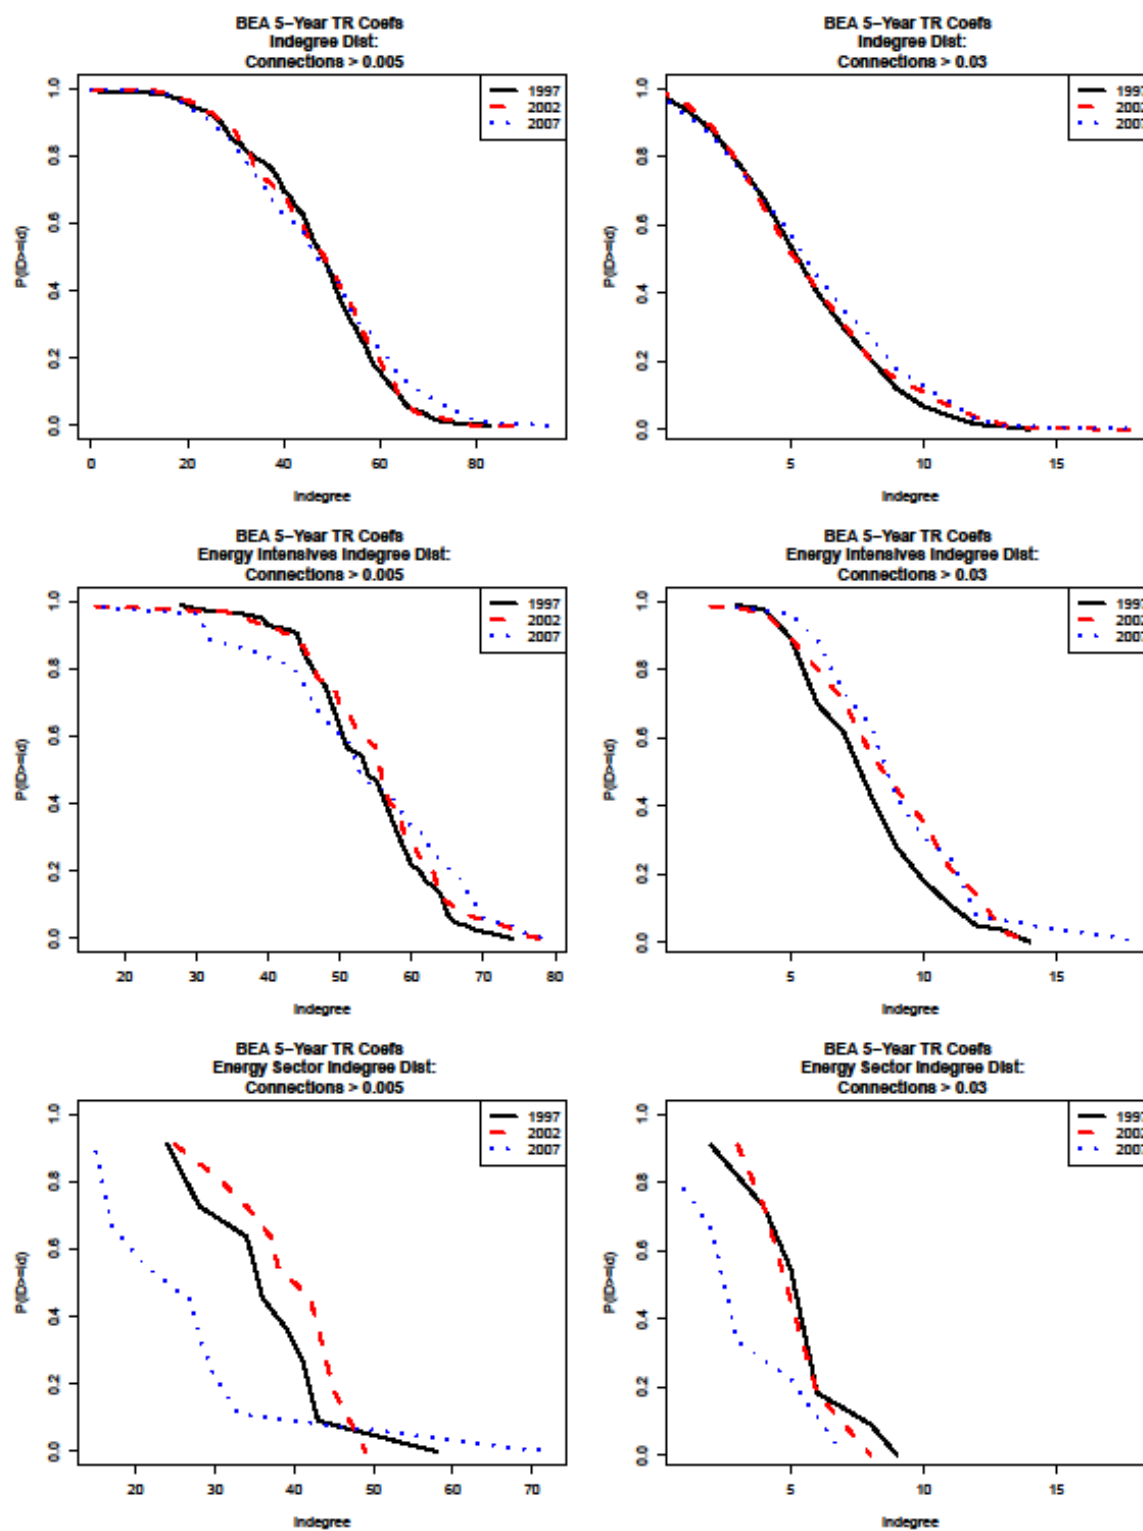 BEA 5−Year TR Coefs
Indegree Dist:
Connections > 0.005
1997
2002
2007
P(ID>=id)
0.0
0.2
0.4
0.6
0.8
1.0
0
20
40
60
80
Indegree
BEA 5−Year TR Coefs
Indegree Dist:
Connections > 0.03
1997
2002
2007
P(ID>=id)
0.0
0.2
0.4
0.6
0.8
1.0
5
10
15
Indegree
BEA 5−Year TR Coefs
Energy Intensives Indegree Dist:
Connections > 0.005
1997
2002
2007
P(ID>=id)
0.0
0.2
0.4
0.6
0.8
1.0
20
30
40
50
60
70
80
Indegree
BEA 5−Year TR Coefs
Energy Intensives Indegree Dist:
Connections > 0.03
1997
2002
2007
P(ID>=id)
0.0
0.2
0.4
0.6
0.8
1.0
5
10
15
Indegree
BEA 5−Year TR Coefs
Energy Sector Indegree Dist:
Connections > 0.005
1997
2002
2007
P(ID>=id)
0.0
0.2
0.4
0.6
0.8
1.0
20
30
40
50
60
70
Indegree
BEA 5−Year TR Coefs
Energy Sector Indegree Dist:
Connections > 0.03
1997
2002
2007
P(ID>=id)
0.0
0.2
0.4
0.6
0.8
1.0
5
10
15
Indegree